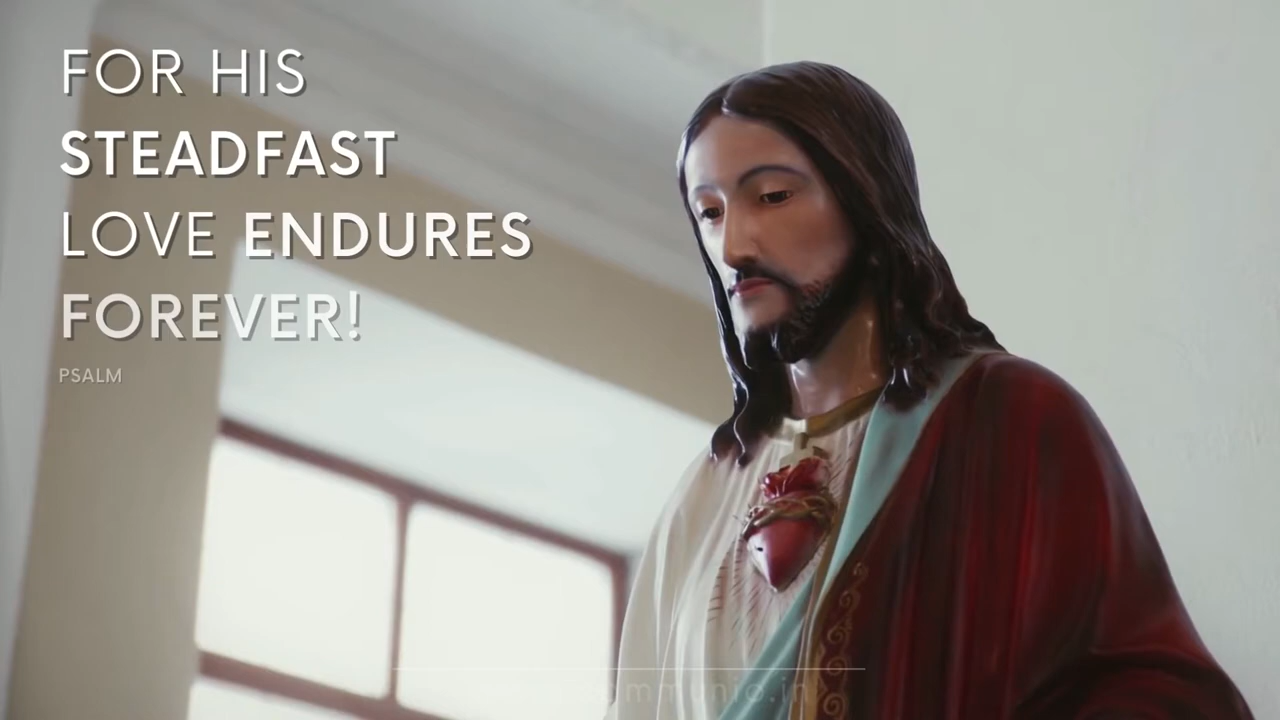 FOR HIS
STEADFAST
LOVE ENDURES
FOREVER!
PSALM